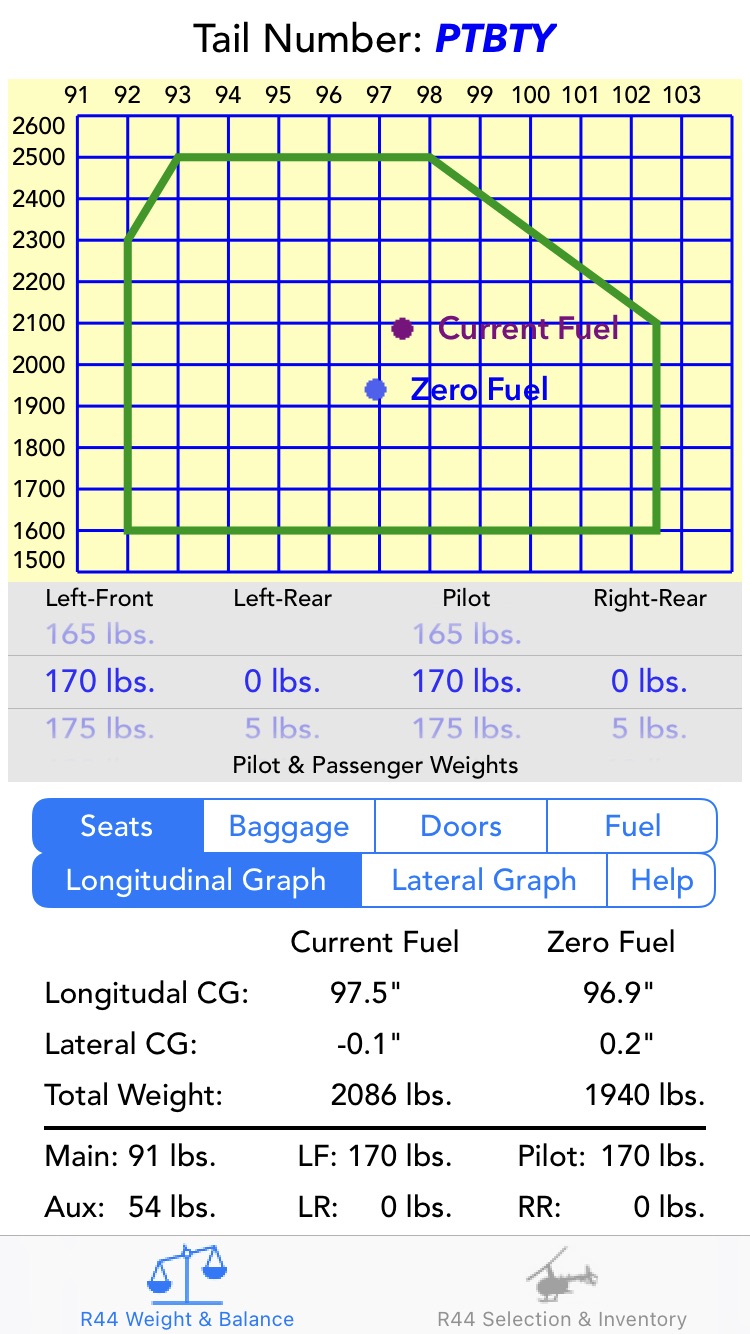 Tail Number: PTBTY
91 92 93 94 95 96 97 98 99 100 101 102 103
2600
2500
2400
2300
2200
2100
Current Fuel
2000
Zero Fuel
1900
1800
1700
1600
1500
Left-Front Left-Rear Pilot Right-Rear
165 lbs. 165 lbs.
170 lbs. 0 lbs. 170 lbs. 0 lbs.
175 lbs. 5 lbs. 175 lbs. 5 lbs.
Pilot & Passenger Weights
Seats Baggage Doors Fuel
Longitudinal Graph Lateral Graph Help
Current Fuel Zero Fuel
Longitudal CG: 97.5" 96.9"
Lateral CG: -0.1" 0.2"
Total Weight: 2086 lbs. 1940 lbs.
Main: 91 lbs. LF: 170 lbs. Pilot: 170 lbs.
Aux: 54 lbs. LR: 0 lbs. RR: 0 lbs.
R44 Weight & Balance R44 Selection & Inventory